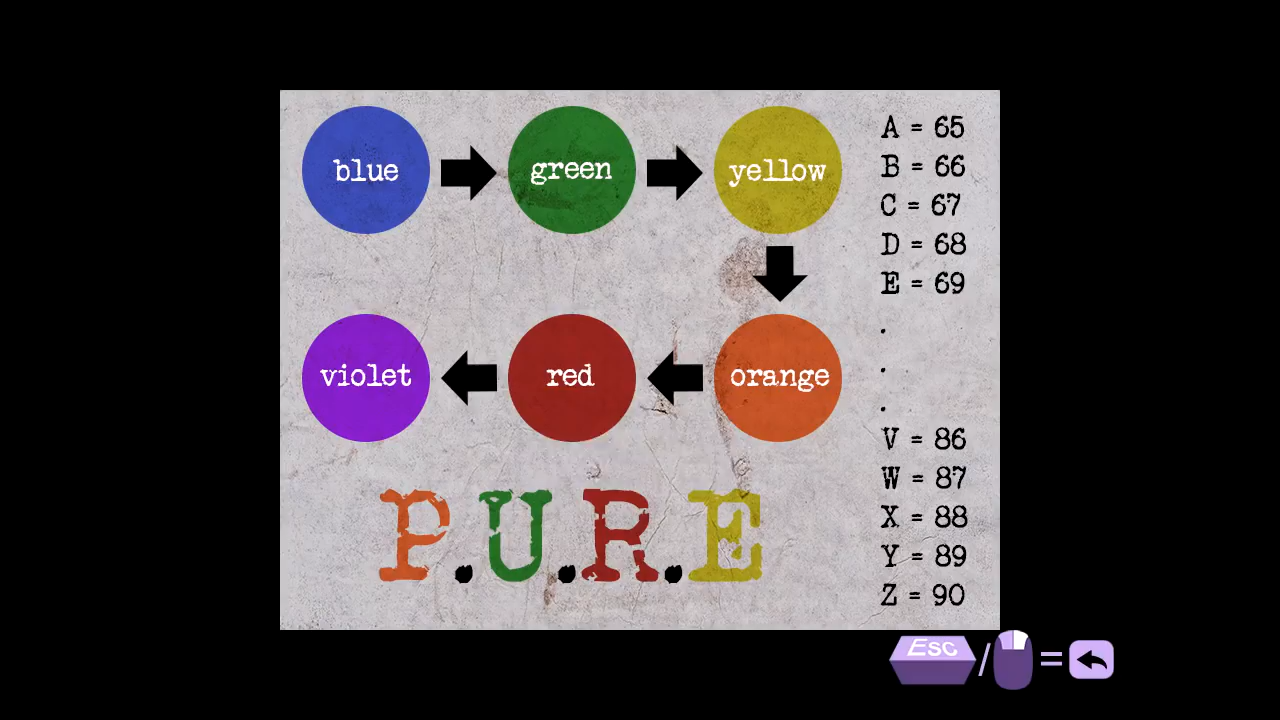 blue
green
yellow
violet
red
orange
P.U.R.E
A = 65
B = 66
C = 67
D = 68
E = 69
.
.
.
V = 86
W = 87
X = 88
Y = 89
Z = 90
Esc / =